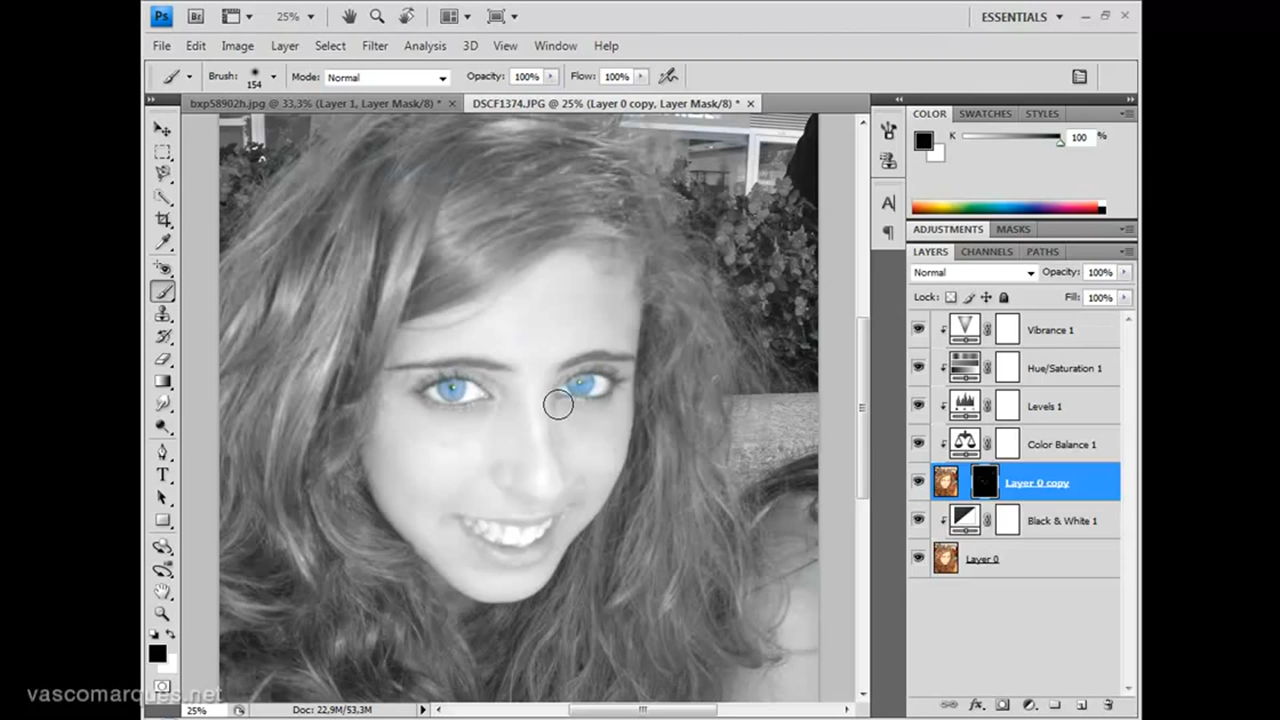 Ps Br 25% ESSENTIALS
File Edit Image Layer Select Filter Analysis 3D View Window Help
Brush: 154 Mode: Normal Opacity: 100% Flow: 100%
bxp58902h.jpg @ 33,3% (Layer 1, Layer Mask/8) * DSCF1374.JPG @ 25% (Layer 0 copy, Layer Mask/8) *
COLOR SWATCHES STYLES
K 100 %
ADJUSTMENTS MASKS
LAYERS CHANNELS PATHS
Normal Opacity: 100%
Lock: Fill: 100%
Vibrance 1
Hue/Saturation 1
Levels 1
Color Balance 1
Layer 0 copy
Black & White 1
Layer 0
vascomarques.net
25% Doc: 22,9M/53,3M